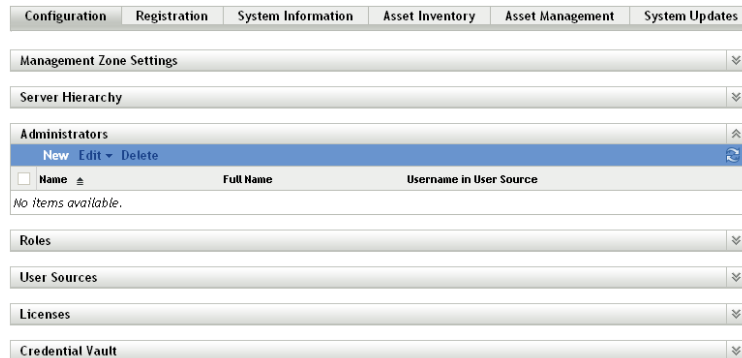 Configuration Registration System Information Asset Inventory Asset Management System Updates
Management Zone Settings
Server Hierarchy
Administrators
New Edit Delete
Name Full Name Username in User Source
No items available.
Roles
User Sources
Licenses
Credential Vault